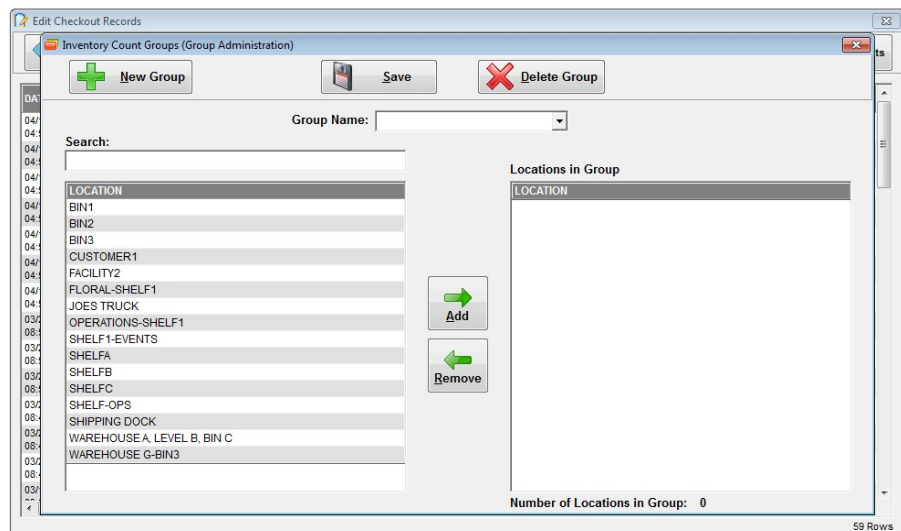 Edit Checkout Records
Inventory Count Groups (Group Administration)
New Group
Save
Delete Group
ts
Group Name:
Search:
Locations in Group
LOCATION
BIN1
BIN2
BIN3
CUSTOMER1
FACILITY2
FLORAL-SHELF1
JOES TRUCK
OPERATIONS-SHELF1
SHELF1-EVENTS
SHELFA
SHELFB
SHELFC
SHELF-OPS
SHIPPING DOCK
WAREHOUSE A, LEVEL B, BIN C
WAREHOUSE G-BIN3
Add
Remove
LOCATION
Number of Locations in Group: 0
59 Rows